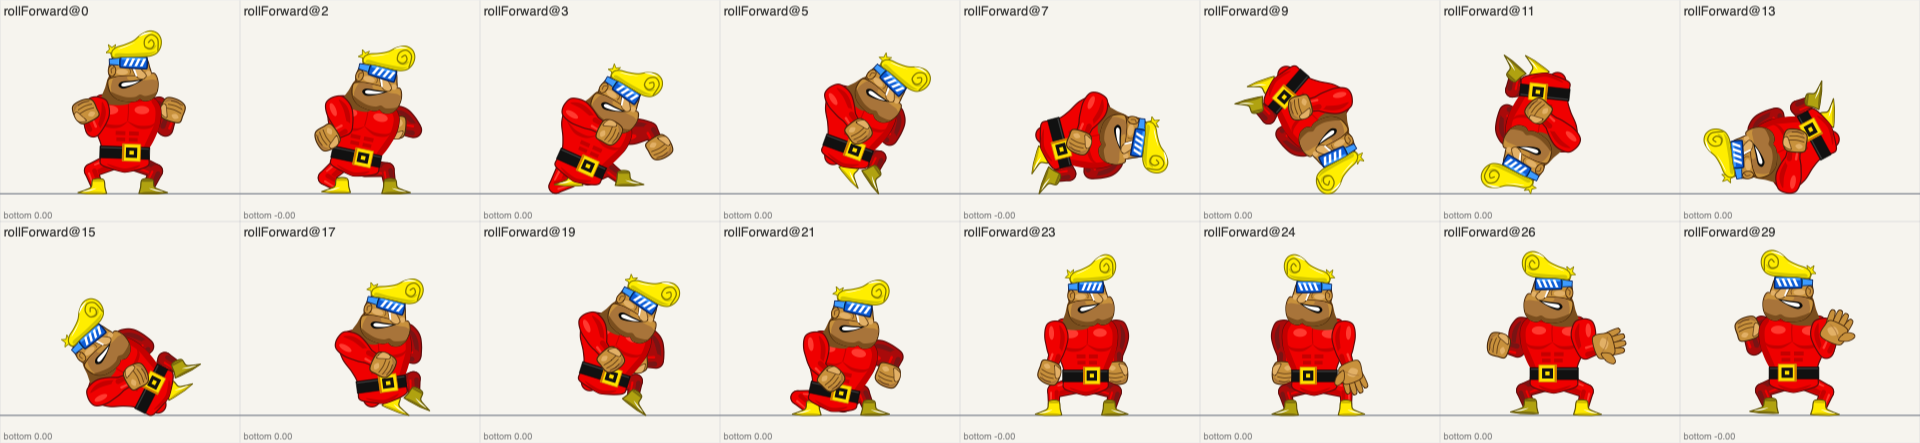 rollForward@0 rollForward@2 rollForward@3 rollForward@5 rollForward@7 rollForward@9 rollForward@11 rollForward@13
bottom 0.00 bottom -0.00 bottom 0.00 bottom 0.00 bottom -0.00 bottom 0.00 bottom 0.00 bottom 0.00
rollForward@15 rollForward@17 rollForward@19 rollForward@21 rollForward@23 rollForward@24 rollForward@26 rollForward@29
bottom 0.00 bottom 0.00 bottom 0.00 bottom 0.00 bottom -0.00 bottom 0.00 bottom 0.00 bottom -0.00